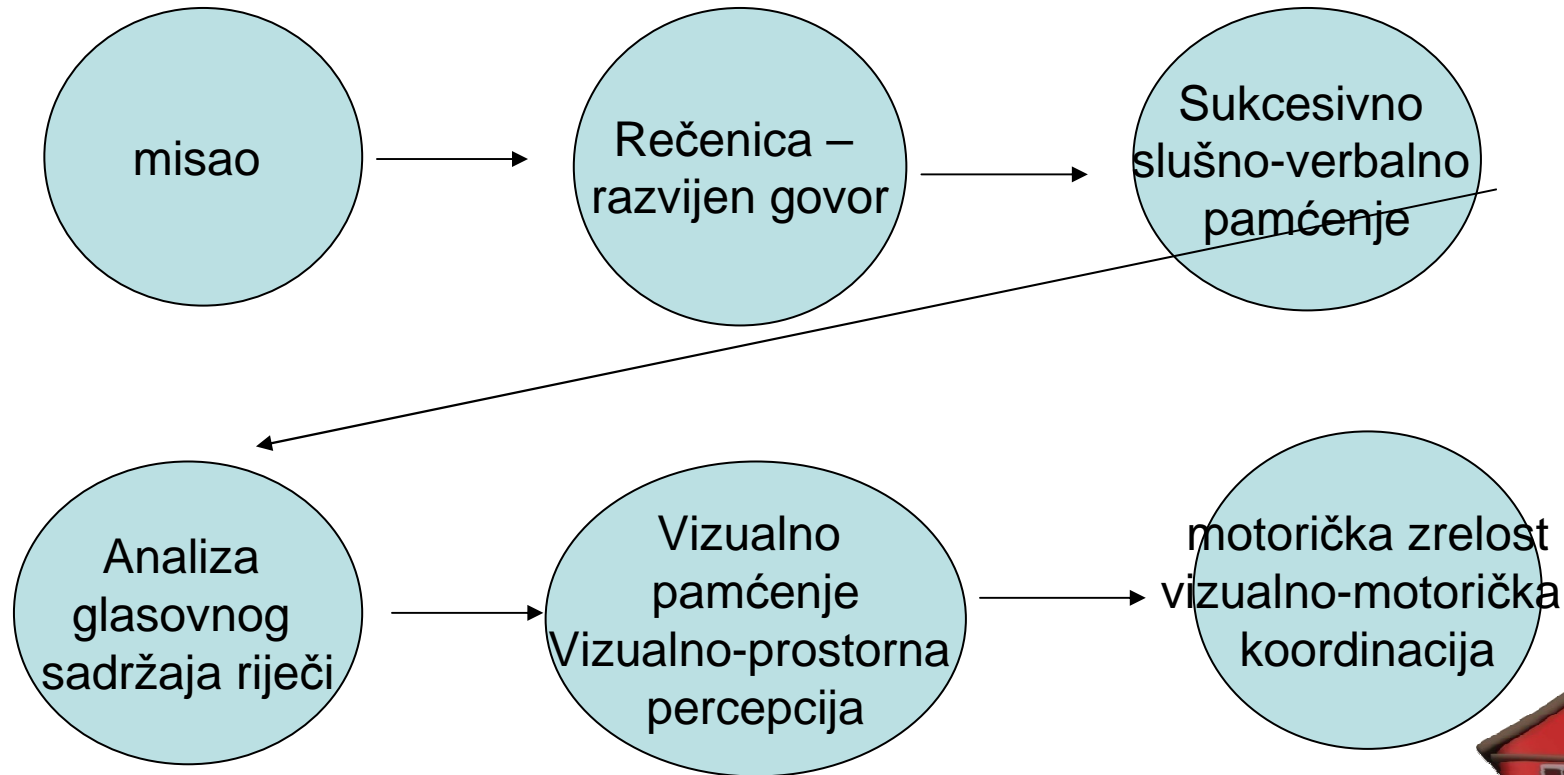 misao
Rečenica –
razvijen govor
Sukcesivno
slušno-verbalno
pamćenje
Analiza
glasovnog
sadržaja riječi
Vizualno
pamćenje
Vizualno-prostorna
percepcija
motorička zrelost
vizualno-motorička
koordinacija